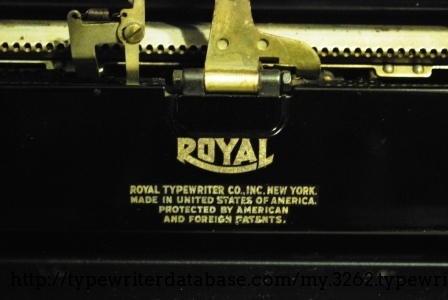 ROYAL
ROYAL TYPEWRITER CO., INC. NEW YORK.
MADE IN UNITED STATES OF AMERICA.
PROTECTED BY AMERICAN
AND FOREIGN PATENTS.
http://typewriterdatabase.com/my.3262.typewri